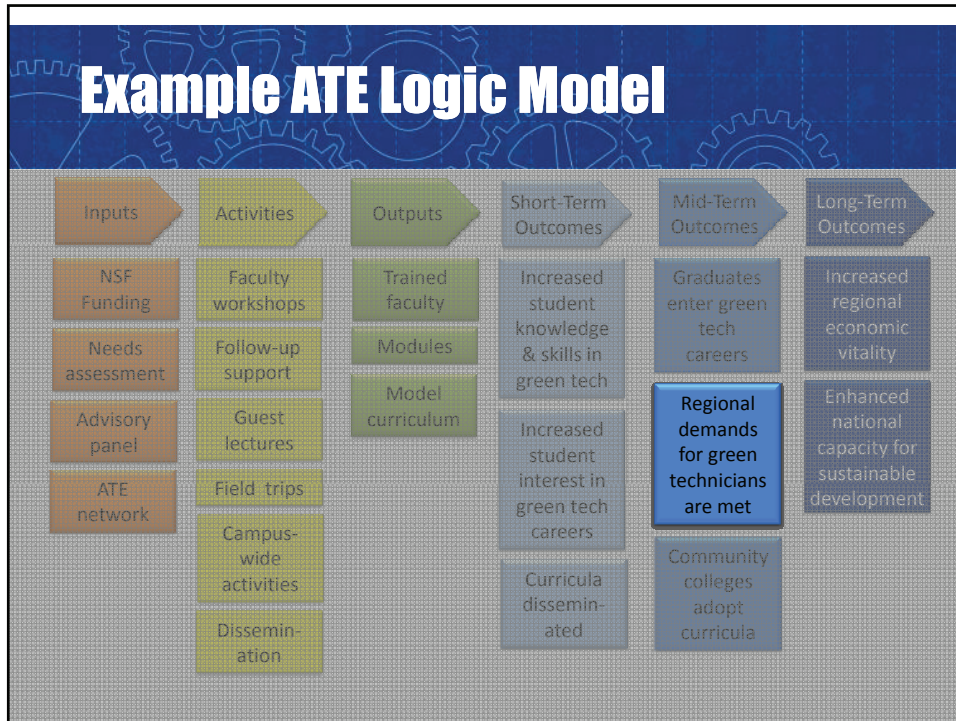 Example ATE Logic Model
Inputs
Activities
Outputs
Short-Term
Outcomes
Mid-Term
Outcomes
Long-Term
Outcomes
NSF
Funding
Needs
assessment
Advisory
panel
ATE
network
Faculty
workshops
Follow-up
support
Guest
lectures
Field trips
Campus-
wide
activities
Dissemin-
ation
Trained
faculty
Modules
Model
curriculum
Increased
student
knowledge
& skills in
green tech
Increased
student
interest in
green tech
careers
Curricula
dissemin-
ated
Graduates
enter green
tech
careers
Regional
demands
for green
technicians
are met
Community
colleges
adopt
curricula
Increased
regional
economic
vitality
Enhanced
national
capacity for
sustainable
development